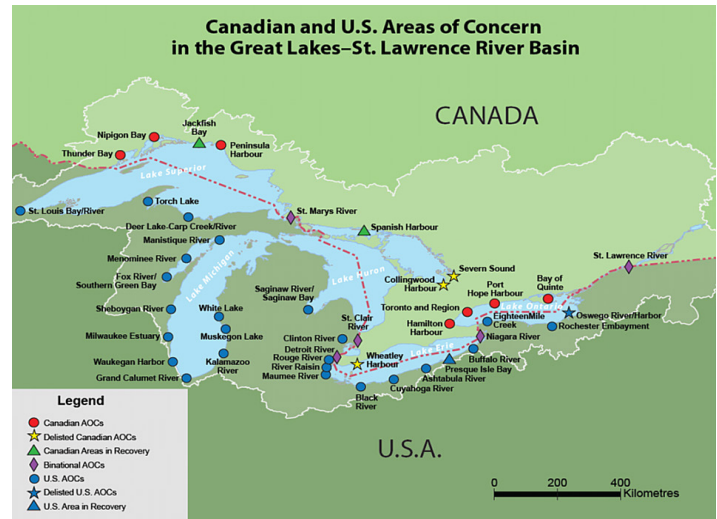 Canadian and U.S. Areas of Concern
in the Great Lakes–St. Lawrence River Basin
CANADA
Jackfish
Bay
Nipigon Bay
Peninsula
Harbour
Thunder Bay
Lake Superior
St. Louis Bay/River
Torch Lake
Deer Lake-Carp Creek/River
St. Marys River
Spanish Harbour
Manistique River
Menominee River
Fox River/
Southern Green Bay
Lake Michigan
Lake Huron
Severn Sound
Collingwood
Harbour
St. Lawrence River
Bay of
Quinte
Port
Hope Harbour
Toronto and Region
Lake Ontario
Hamilton
Harbour
EighteenMile
Creek
Oswego River/Harbor
Rochester Embayment
Niagara River
Saginaw River/
Saginaw Bay
Sheboygan River
White Lake
Muskegon Lake
Milwaukee Estuary
Kalamazoo
River
Waukegan Harbor
Grand Calumet River
St. Clair
River
Clinton River
Detroit River
Rouge River
River Raisin
Maumee River
Wheatley
Harbour
Lake Erie
Buffalo River
Presque Isle Bay
Ashtabula River
Cuyahoga River
Black
River
U.S.A.
Legend
Canadian AOCs
Delisted Canadian AOCs
Canadian Areas in Recovery
Binational AOCs
U.S. AOCs
Delisted U.S. AOCs
U.S. Area in Recovery
0 200 400
Kilometres